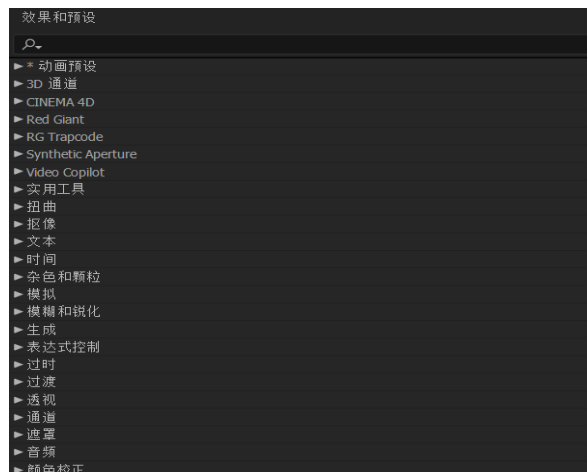 效果和预设
* 动画预设
3D 通道
CINEMA 4D
Red Giant
RG Trapcode
Synthetic Aperture
Video Copilot
实用工具
扭曲
抠像
文本
时间
杂色和颗粒
模拟
模糊和锐化
生成
表达式控制
过时
过渡
透视
通道
遮罩
音频
颜色校正